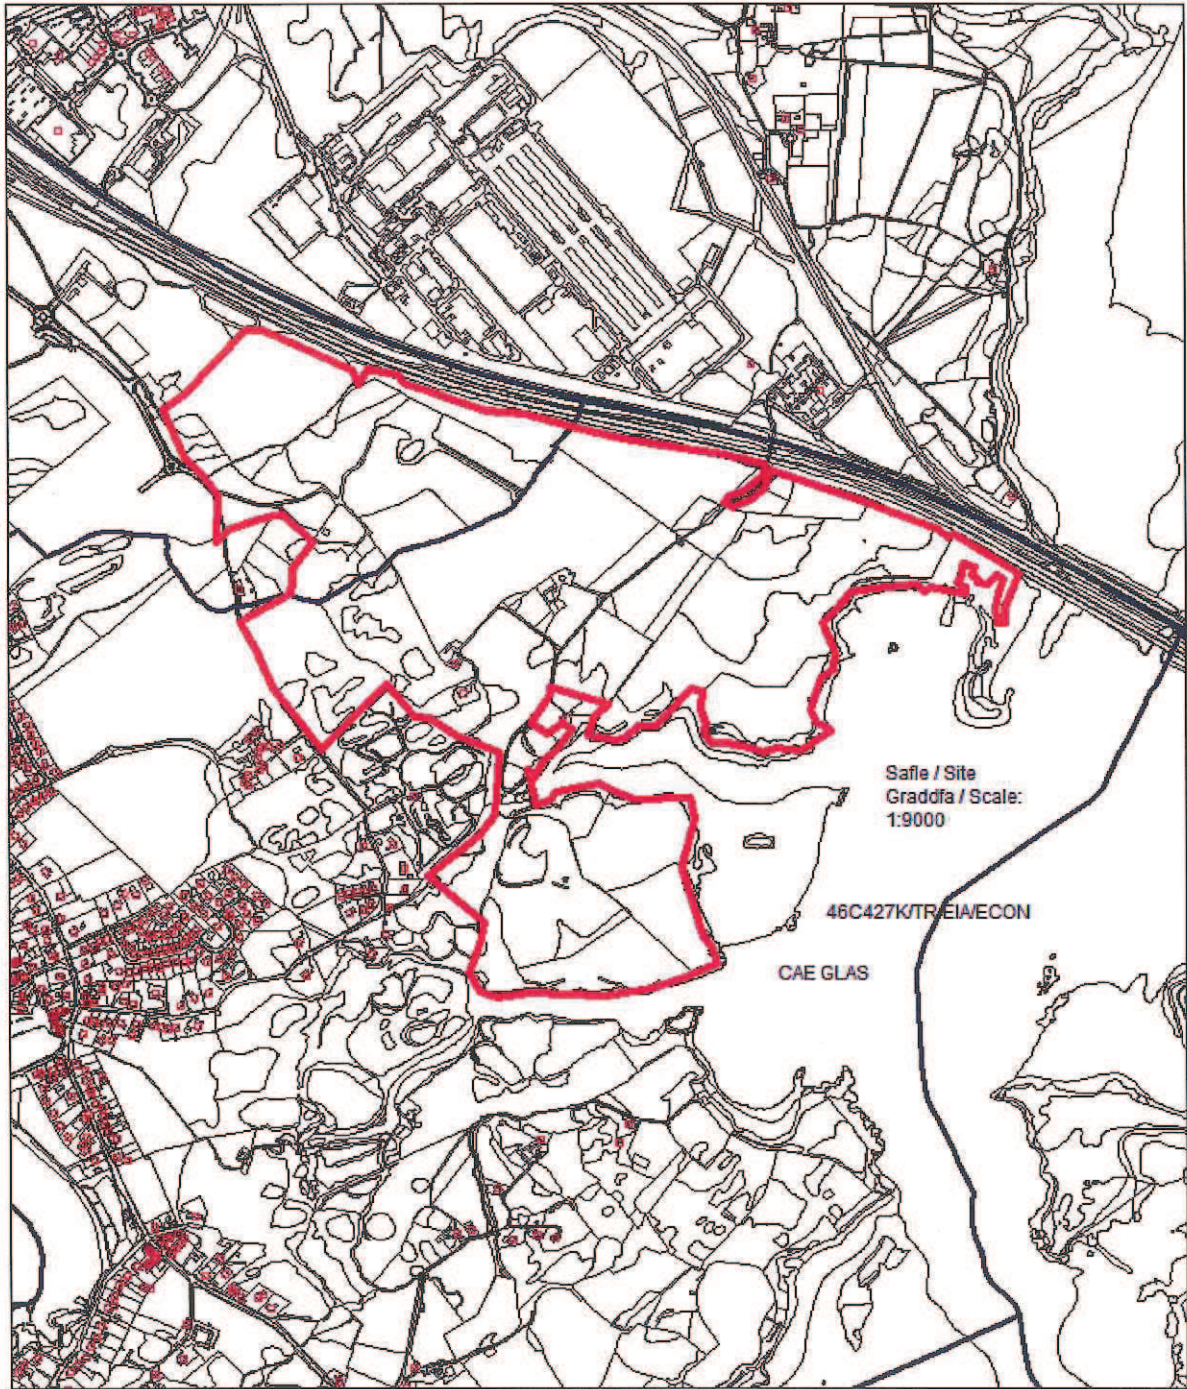 Safle / Site
Graddfa / Scale:
1:9000
46C427K/TR/EIA/ECON
CAE GLAS